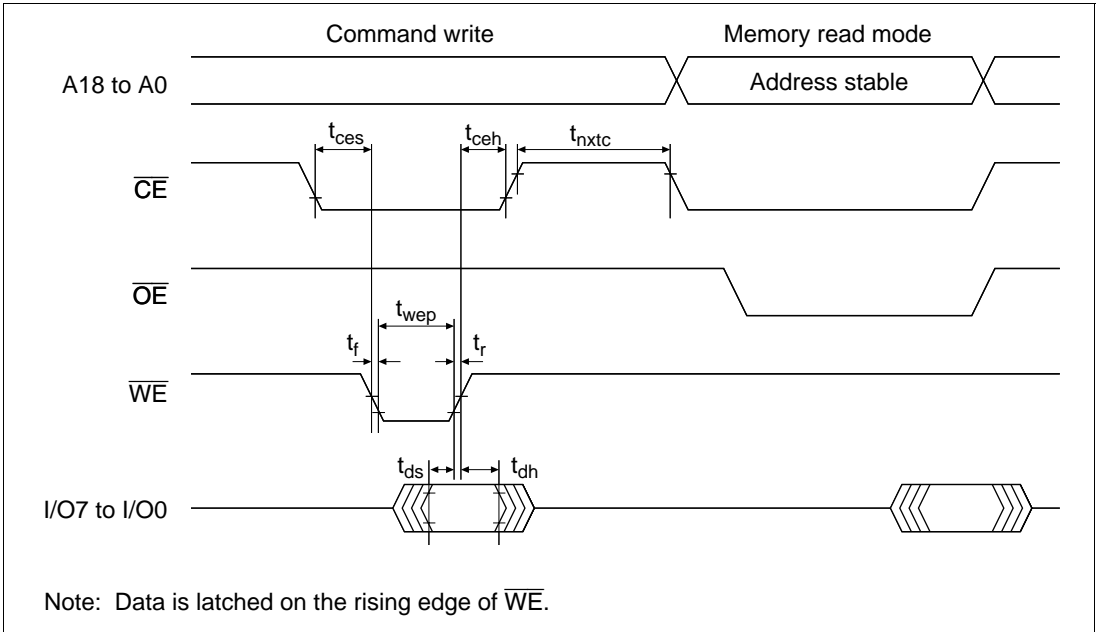 Command write Memory read mode
A18 to A0 Address stable
tces tceh tnxtc
CE
OE
twep
tf tr
WE
tds tdh
I/O7 to I/O0
Note: Data is latched on the rising edge of WE.